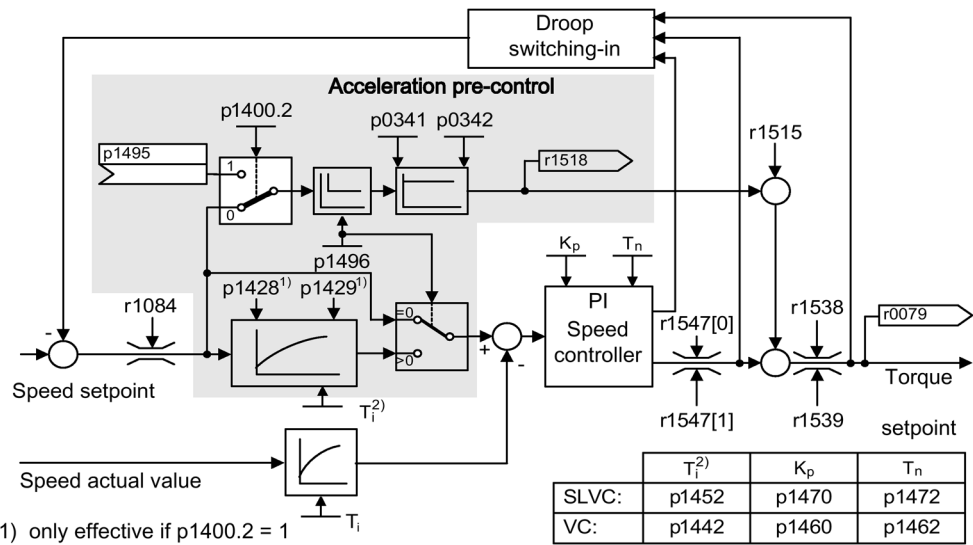 Droop
switching-in
Acceleration pre-control
p1400.2
p0341
p0342
r1515
p1495
1
0
r1518
p1496
Kp
Tn
r1084
p1428¹⁾
p1429¹⁾
=0
>0
PI
Speed
controller
r1547[0]
r1538
r0079
-
+
-
Speed setpoint
Ti²⁾
r1547[1]
r1539
Torque
setpoint
Speed actual value
Ti
Ti²⁾ Kp Tn
SLVC: p1452 p1470 p1472
VC: p1442 p1460 p1462
1) only effective if p1400.2 = 1